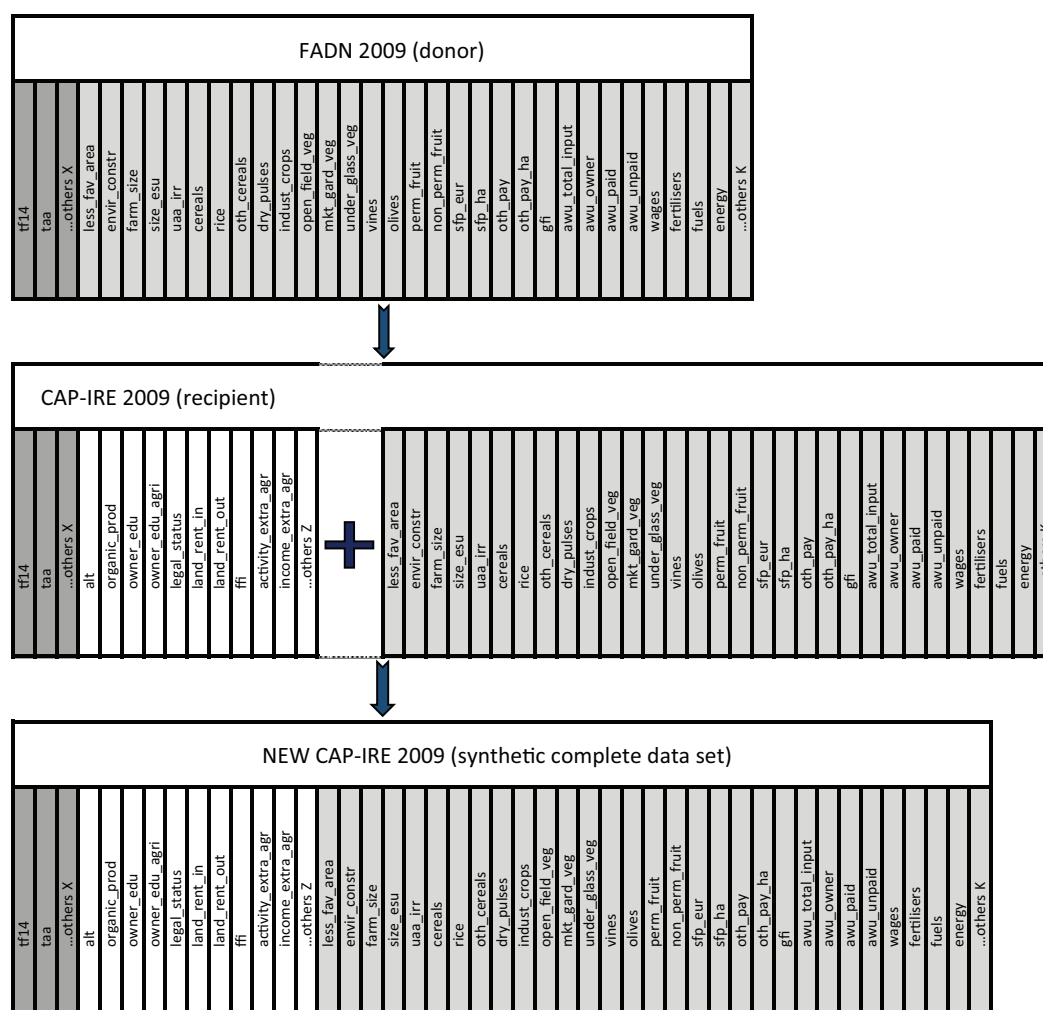 FADN 2009 (donor)
tf14
taa
...others X
less_fav_area
envir_constr
farm_size
size_esu
uaa_irr
cereals
rice
oth_cereals
dry_pulses
indust_crops
open_field_veg
mkt_gard_veg
under_glass_veg
vines
olives
perm_fruit
non_perm_fruit
sfp_eur
sfp_ha
oth_pay
oth_pay_ha
gfi
awu_total_input
awu_owner
awu_paid
awu_unpaid
wages
fertilisers
fuels
energy
...others K
CAP-IRE 2009 (recipient)
tf14
taa
...others X
alt
organic_prod
owner_edu
owner_edu_agri
legal_status
land_rent_in
land_rent_out
ffi
activity_extra_agr
income_extra_agr
...others Z
less_fav_area
envir_constr
farm_size
size_esu
uaa_irr
cereals
rice
oth_cereals
dry_pulses
indust_crops
open_field_veg
mkt_gard_veg
under_glass_veg
vines
olives
perm_fruit
non_perm_fruit
sfp_eur
sfp_ha
oth_pay
oth_pay_ha
gfi
awu_total_input
awu_owner
awu_paid
awu_unpaid
wages
fertilisers
fuels
energy
NEW CAP-IRE 2009 (synthetic complete data set)
tf14
taa
...others X
alt
organic_prod
owner_edu
owner_edu_agri
legal_status
land_rent_in
land_rent_out
ffi
activity_extra_agr
income_extra_agr
...others Z
less_fav_area
envir_constr
farm_size
size_esu
uaa_irr
cereals
rice
oth_cereals
dry_pulses
indust_crops
open_field_veg
mkt_gard_veg
under_glass_veg
vines
olives
perm_fruit
non_perm_fruit
sfp_eur
sfp_ha
oth_pay
oth_pay_ha
gfi
awu_total_input
awu_owner
awu_paid
awu_unpaid
wages
fertilisers
fuels
energy
...others K